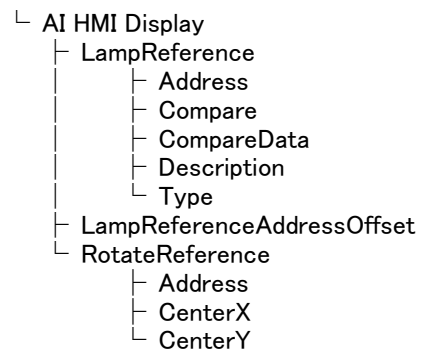 └ AI HMI Display
├ LampReference
│ ├ Address
│ ├ Compare
│ ├ CompareData
│ ├ Description
│ └ Type
├ LampReferenceAddressOffset
└ RotateReference
├ Address
├ CenterX
└ CenterY